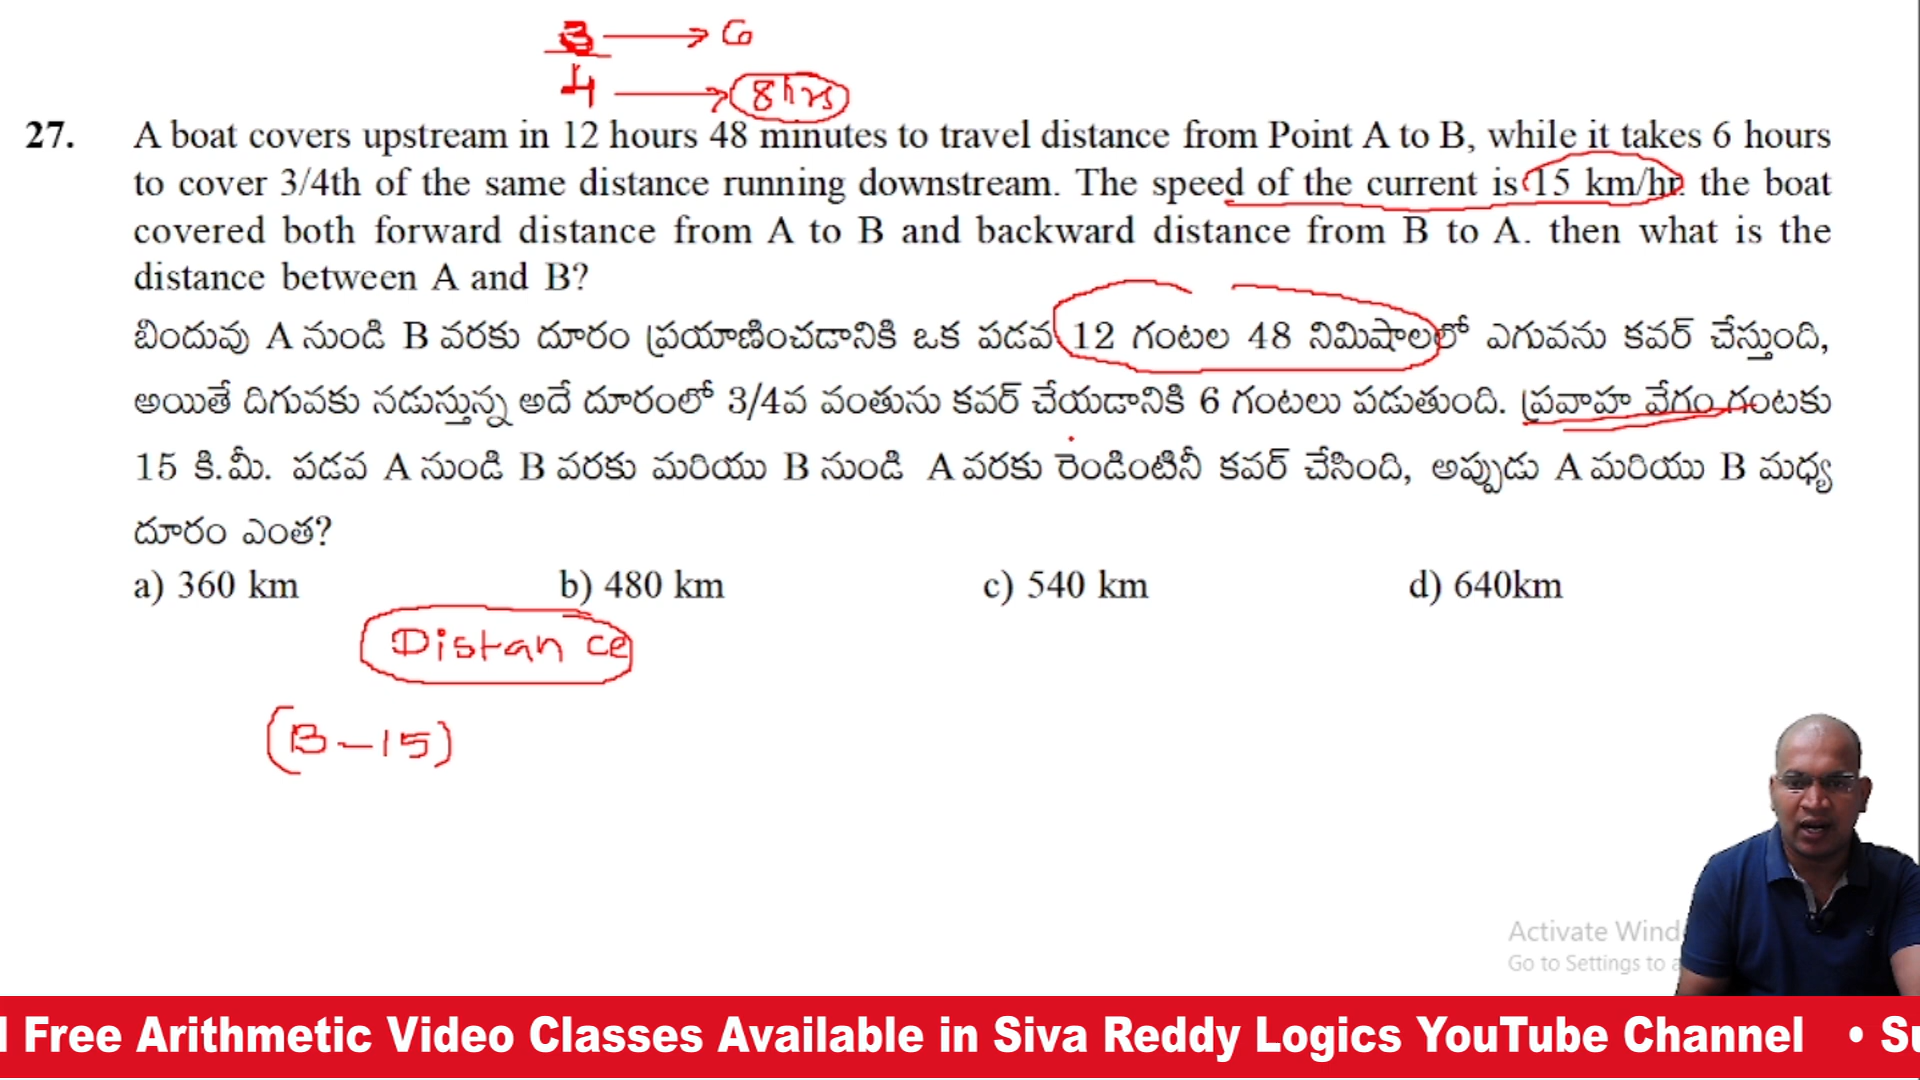 3 → 6
4 → 8hrs
27. A boat covers upstream in 12 hours 48 minutes to travel distance from Point A to B, while it takes 6 hours
to cover 3/4th of the same distance running downstream. The speed of the current is 15 km/hr. the boat
covered both forward distance from A to B and backward distance from B to A. then what is the
distance between A and B?
బిందువు A నుండి B వరకు దూరం ప్రయాణించడానికి ఒక పడవ 12 గంటల 48 నిమిషాలలో ఎగువను కవర్ చేస్తుంది,
అయితే దిగువకు నడుస్తున్న అదే దూరంలో 3/4వ వంతును కవర్ చేయడానికి 6 గంటలు పడుతుంది. ప్రవాహ వేగం గంటకు
15 కి.మీ. పడవ A నుండి B వరకు మరియు B నుండి A వరకు రెండింటినీ కవర్ చేసింది, అప్పుడు A మరియు B మధ్య
దూరం ఎంత?
a) 360 km b) 480 km c) 540 km d) 640km
Distance
(B-15)
Activate Wind
Go to Settings to a
Free Arithmetic Video Classes Available in Siva Reddy Logics YouTube Channel • Su